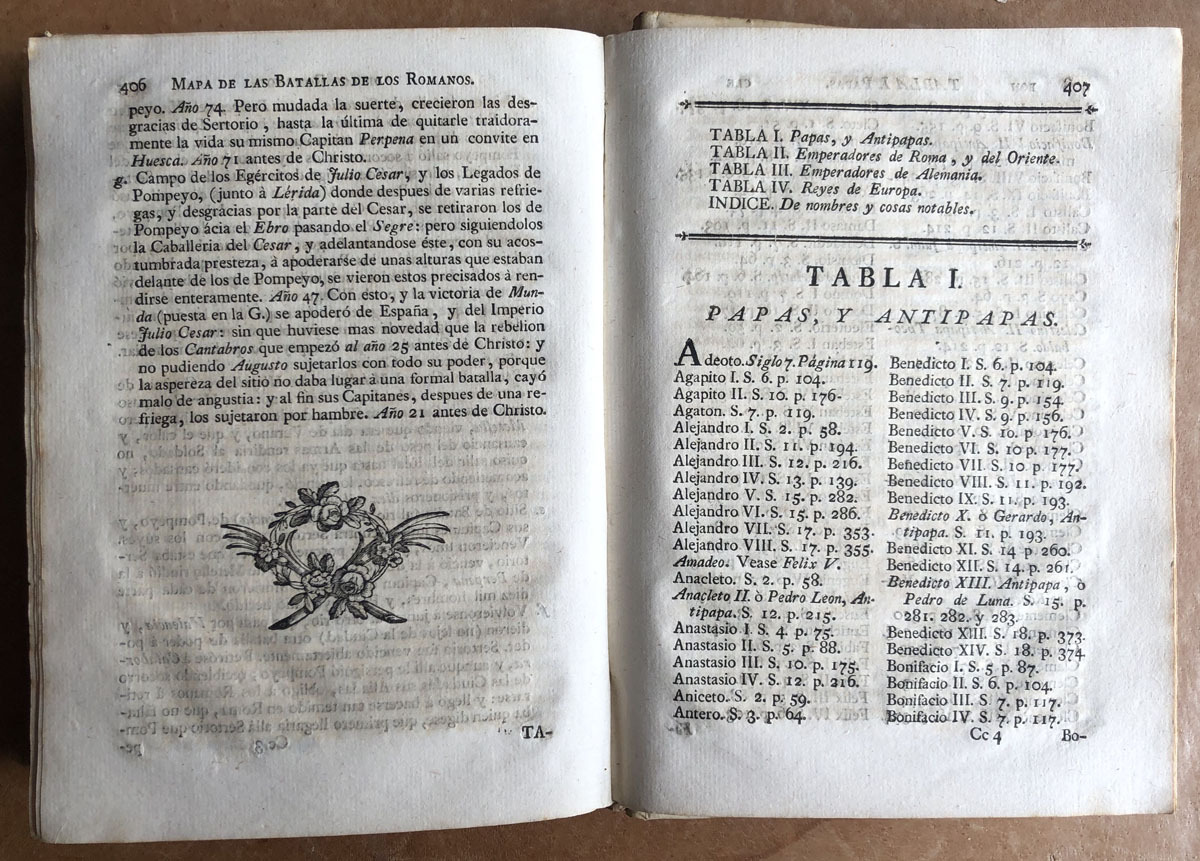 406 MAPA DE LAS BATALLAS DE LOS ROMANOS.
peyo. Año 74. Pero mudada la suerte, crecieron las des-
gracias de Sertorio, hasta la última de quitarle traidora-
mente la vida su mismo Capitan Perpena en un convite en
Huesca. Año 71 antes de Christo.
g. Campo de los Egércitos de Julio Cesar, y los Legados de
Pompeyo, (junto à Lérida) donde despues de varias refrie-
gas, y desgracias por la parte del Cesar, se retiraron los de
Pompeyo ácia el Ebro pasando el Segre: pero siguiendolos
la Caballeria del Cesar, y adelantandose éste, con su acos-
tumbrada presteza, à apoderarse de unas alturas que estaban
delante de los de Pompeyo, se vieron estos precisados à ren-
dirse enteramente. Año 47. Con esto, y la victoria de Mun-
da (puesta en la G.) se apoderó de España, y del Imperio
Julio Cesar: sin que huviese mas novedad que la rebelion
de los Cantabros que empezó al año 25 antes de Christo: y
no pudiendo Augusto sujetarlos con todo su poder, porque
la aspereza del sitio no daba lugar à una formal batalla, cayó
malo de angustia: y al fin sus Capitanes, despues de una re-
friega, los sujetaron por hambre. Año 21 antes de Christo.
TA-
407
TABLA I. Papas, y Antipapas.
TABLA II. Emperadores de Roma, y del Oriente.
TABLA III. Emperadores de Alemania.
TABLA IV. Reyes de Europa.
INDICE. De nombres y cosas notables.
TABLA I.
PAPAS, Y ANTIPAPAS.
Adeoto. Siglo 7. Página 119.
Agapito I. S. 6. p. 104.
Agapito II. S. 10. p. 176.
Agaton. S. 7. p. 119.
Alejandro I. S. 2. p. 58.
Alejandro II. S. 11. p. 194.
Alejandro III. S. 12. p. 216.
Alejandro IV. S. 13. p. 139.
Alejandro V. S. 15. p. 282.
Alejandro VI. S. 15. p. 286.
Alejandro VII. S. 17. p. 353.
Alejandro VIII. S. 17. p. 355.
Amadeo. Vease Felix V.
Anacleto. S. 2. p. 58.
Anacleto II. ò Pedro Leon, An-
tipapa. S. 12. p. 215.
Anastasio I. S. 4. p. 75.
Anastasio II. S. 5. p. 88.
Anastasio III. S. 10. p. 175.
Anastasio IV. S. 12. p. 216.
Aniceto. S. 2. p. 59.
Antero. S. 3. p. 64.
Benedicto I. S. 6. p. 104.
Benedicto II. S. 7. p. 119.
Benedicto III. S. 9. p. 154.
Benedicto IV. S. 9. p. 156.
Benedicto V. S. 10. p. 176.
Benedicto VI. S. 10 p. 177.
Benedicto VII. S. 10 p. 177.
Benedicto VIII. S. 11. p. 192.
Benedicto IX. S. 11. p. 193.
Benedicto X. ò Gerardo, An-
tipapa. S. 11. p. 193.
Benedicto XI. S. 14 p. 260.
Benedicto XII. S. 14. p. 261.
Benedicto XIII. Antipapa, ò
Pedro de Luna. S. 15. p.
281. 282. y 283.
Benedicto XIII. S. 18. p. 373.
Benedicto XIV. S. 18. p. 374
Bonifacio I. S. 5 p. 87.
Bonifacio II. S. 6. p. 104.
Bonifacio III. S. 7. p. 117.
Bonifacio IV. S. 7. p. 117.
Cc 4 Bo-